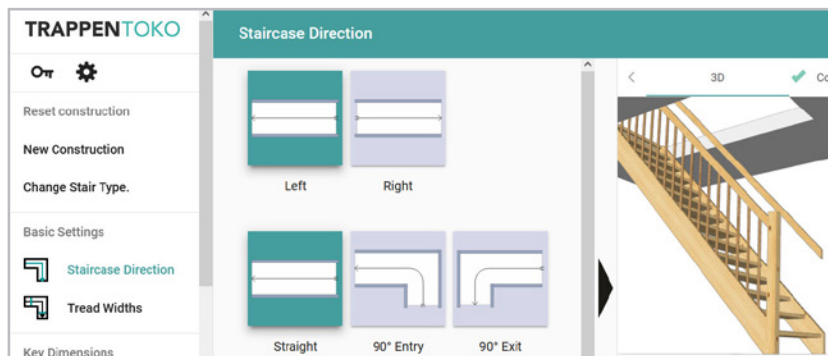 TRAPPENTOKO
Reset construction
New Construction
Change Stair Type.
Basic Settings
Staircase Direction
Tread Widths
Key Dimensions
Staircase Direction
Left
Right
Straight
90° Entry
90° Exit
3D
Co